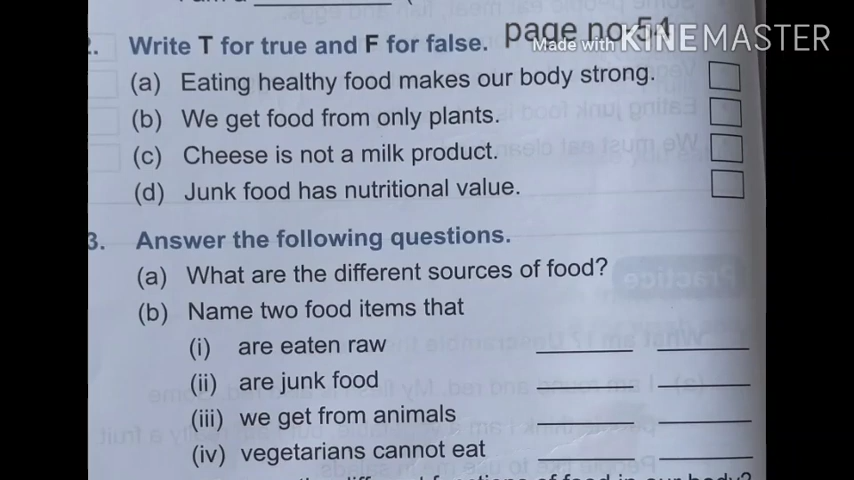 2. Write T for true and F for false. page no 54
Made with KINEMASTER
(a) Eating healthy food makes our body strong.
(b) We get food from only plants.
(c) Cheese is not a milk product.
(d) Junk food has nutritional value.
3. Answer the following questions.
(a) What are the different sources of food?
(b) Name two food items that
(i) are eaten raw
(ii) are junk food
(iii) we get from animals
(iv) vegetarians cannot eat